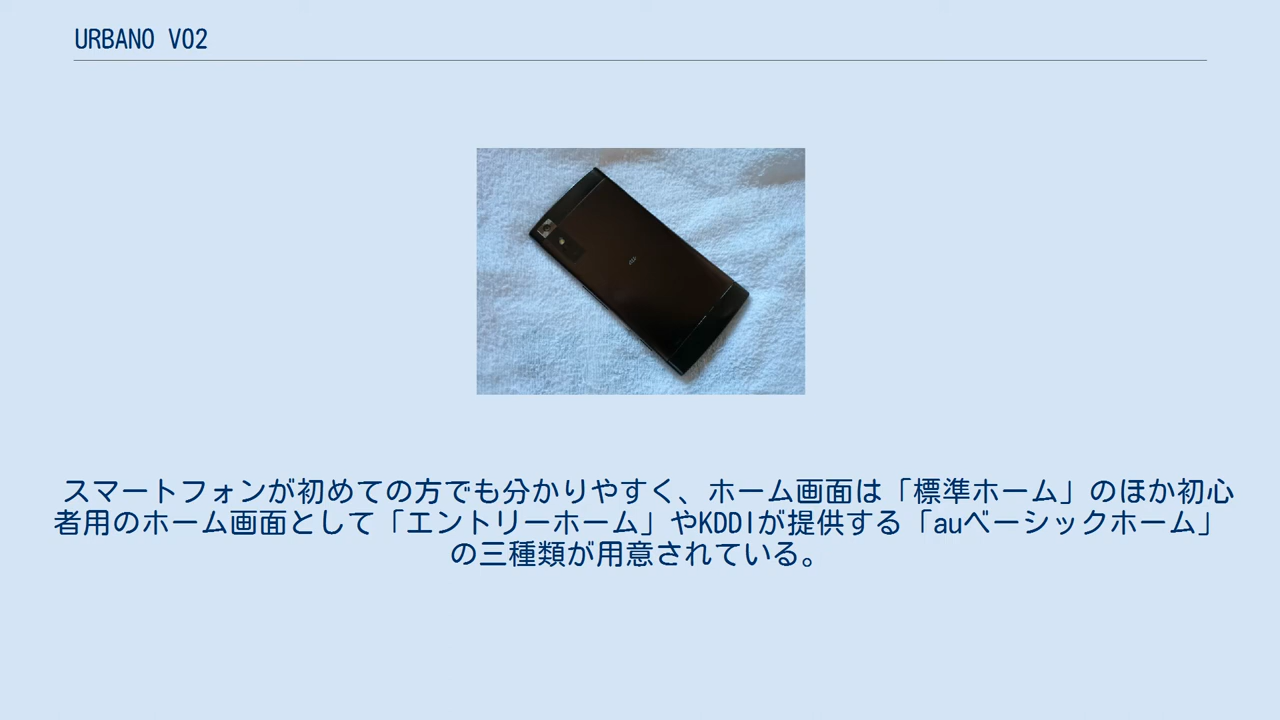 URBANO V02
スマートフォンが初めての方でも分かりやすく、ホーム画面は「標準ホーム」のほか初心
者用のホーム画面として「エントリーホーム」やKDDIが提供する「auベーシックホーム」
の三種類が用意されている。